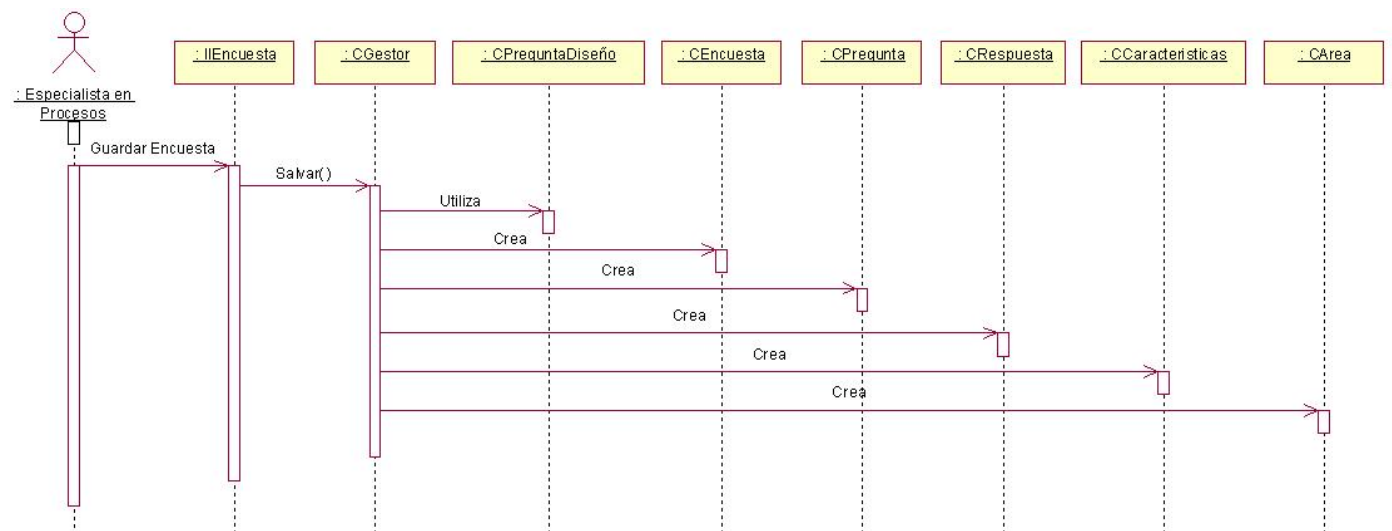 : IIEncuesta
: CGestor
: CPreguntaDiseño
: CEncuesta
: CPregunta
: CRespuesta
: CCaracteristicas
: CArea
: Especialista en
Procesos
Guardar Encuesta
Salvar()
Utiliza
Crea
Crea
Crea
Crea
Crea